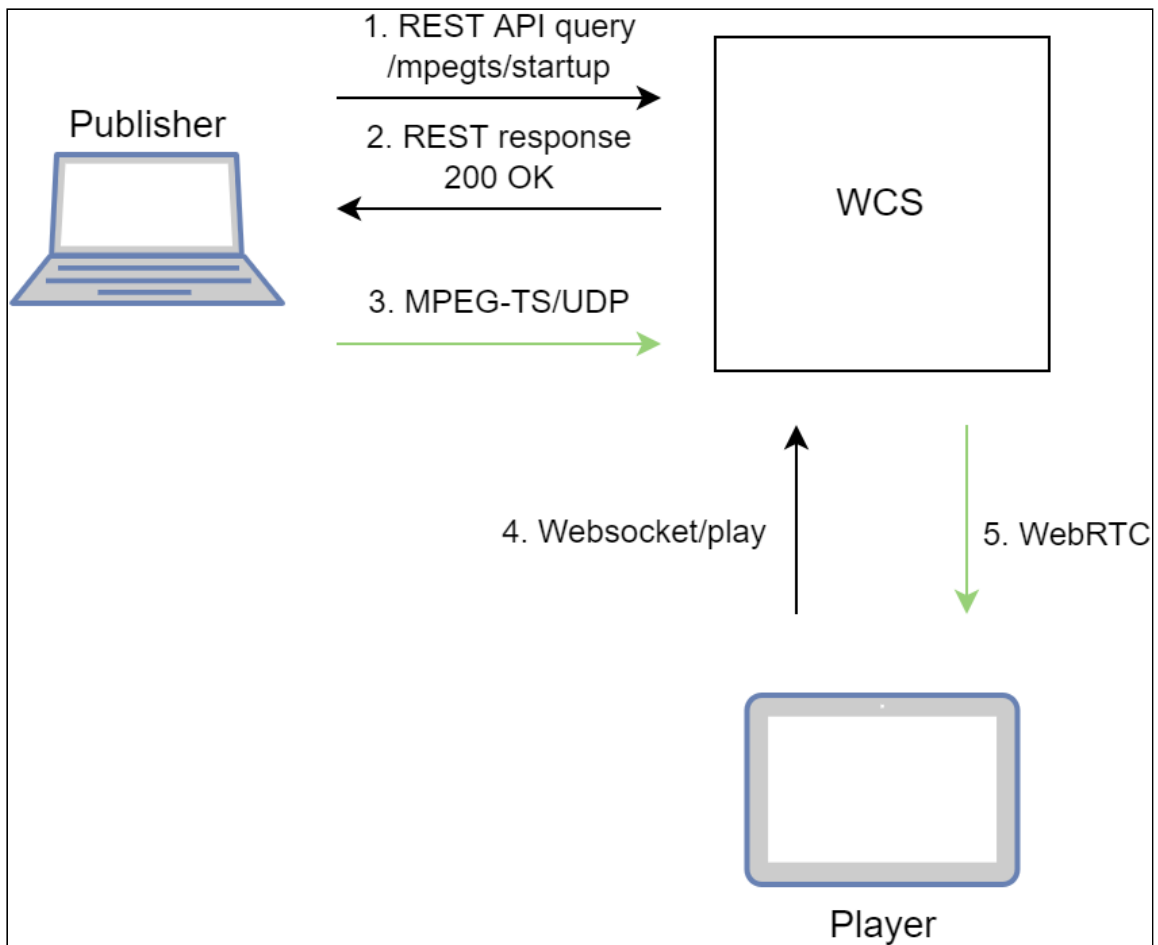 1. REST API query
/mpegts/startup
Publisher
2. REST response
200 OK
WCS
3. MPEG-TS/UDP
4. Websocket/play
5. WebRTC
Player